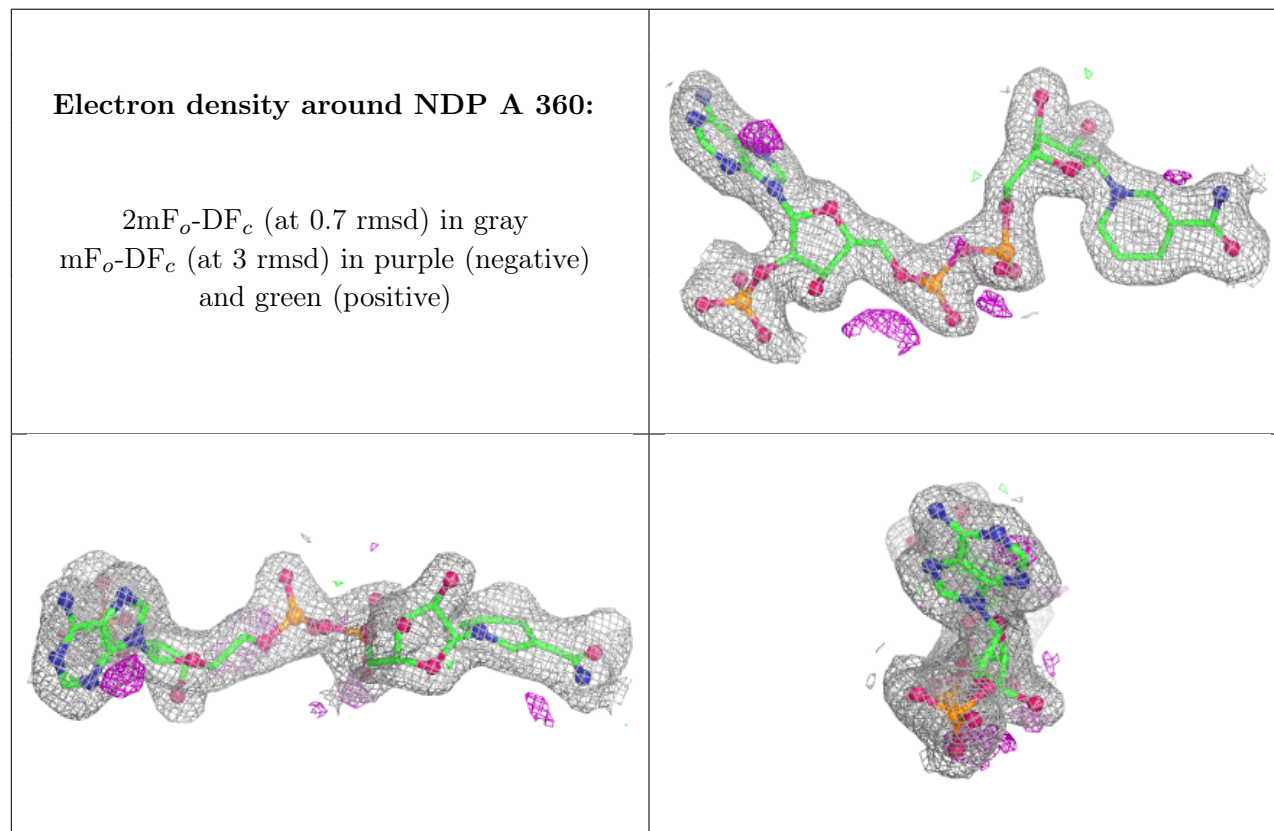 Electron density around NDP A 360:
2mFₒ-DF𝒸 (at 0.7 rmsd) in gray
mFₒ-DF𝒸 (at 3 rmsd) in purple (negative)
and green (positive)